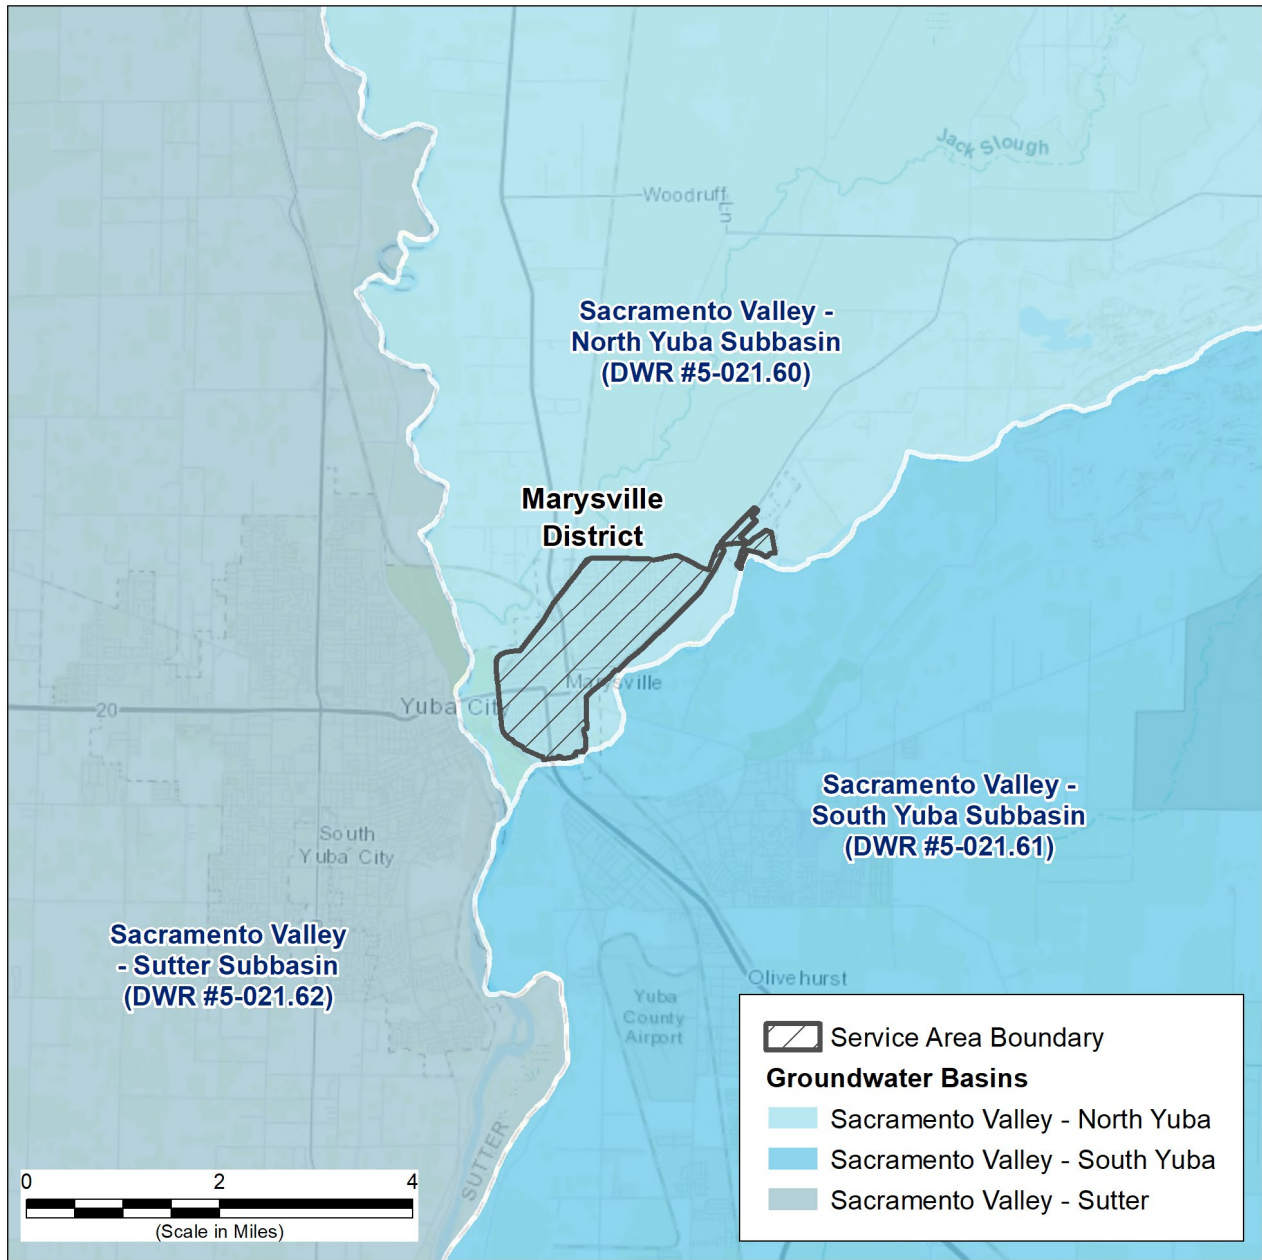 Jack Slough
Woodruff
Ln
Sacramento Valley -
North Yuba Subbasin
(DWR #5-021.60)
Marysville
District
Marysville
Yuba City
20
Sacramento Valley -
South Yuba Subbasin
(DWR #5-021.61)
South
Yuba City
Sacramento Valley
- Sutter Subbasin
(DWR #5-021.62)
Olivehurst
Yuba
County
Airport
SUTTER
Service Area Boundary
Groundwater Basins
Sacramento Valley - North Yuba
Sacramento Valley - South Yuba
Sacramento Valley - Sutter
0 2 4
(Scale in Miles)